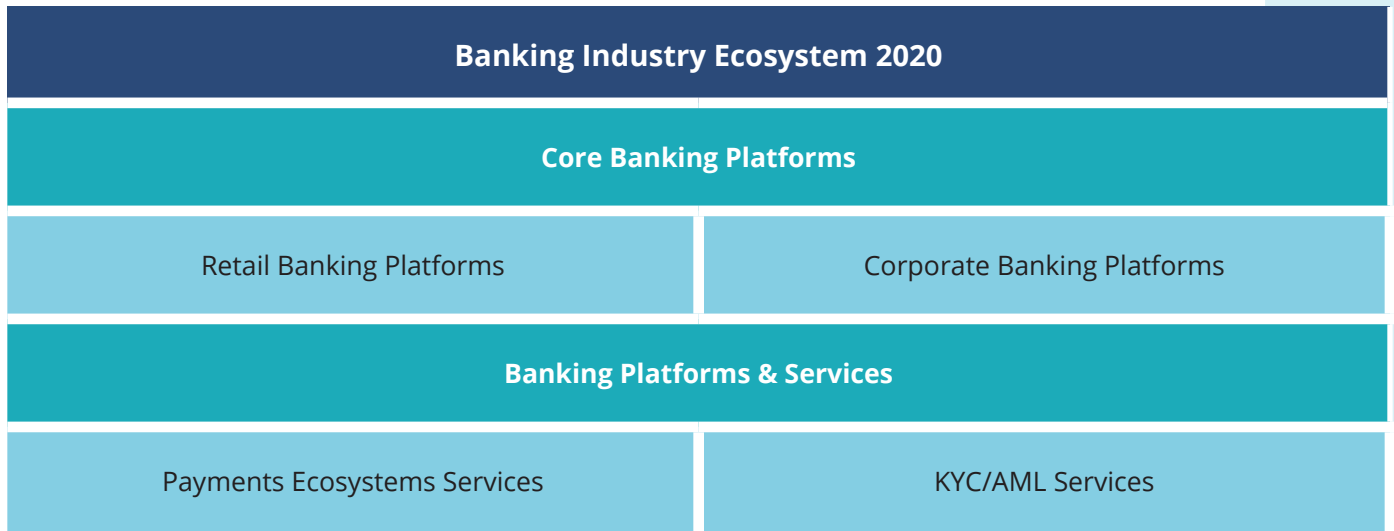 Banking Industry Ecosystem 2020
Core Banking Platforms
Retail Banking Platforms
Corporate Banking Platforms
Banking Platforms & Services
Payments Ecosystems Services
KYC/AML Services